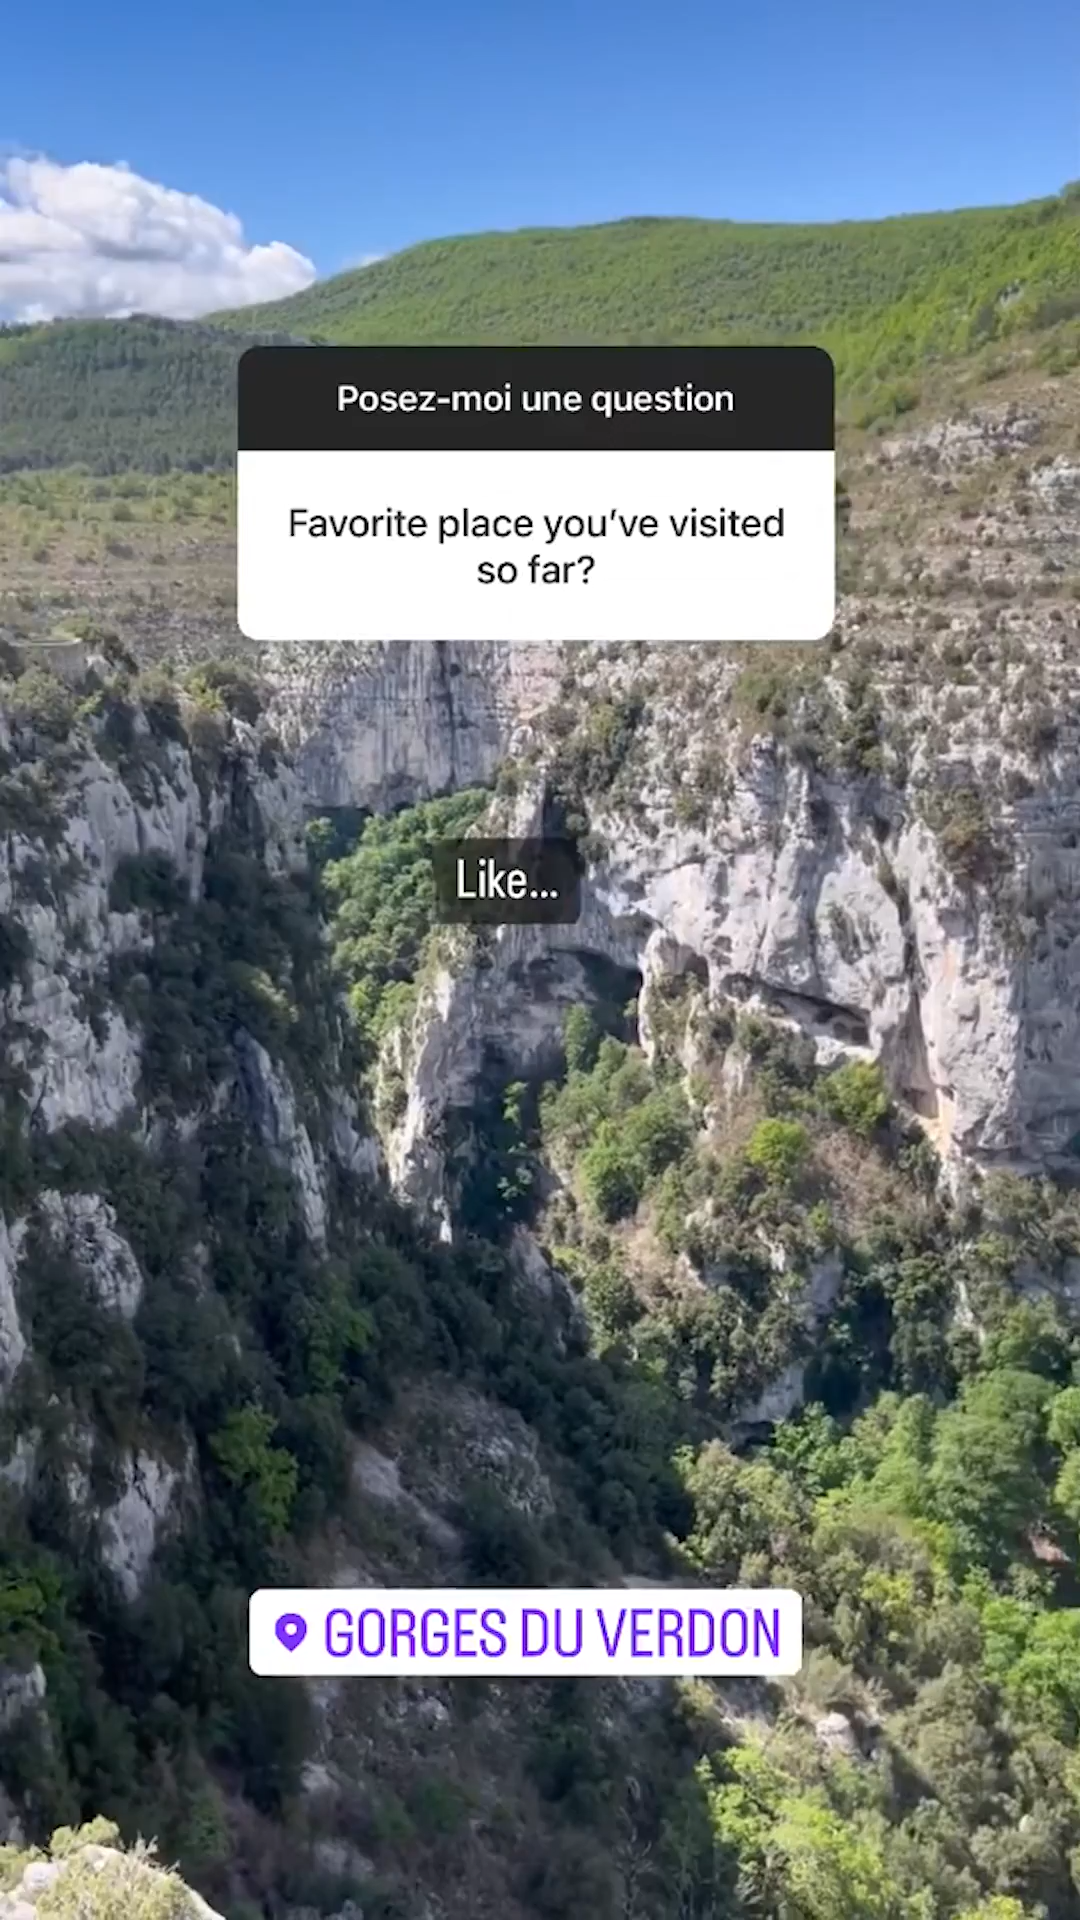 Posez-moi une question
Favorite place you’ve visited
so far?
Like...
GORGES DU VERDON